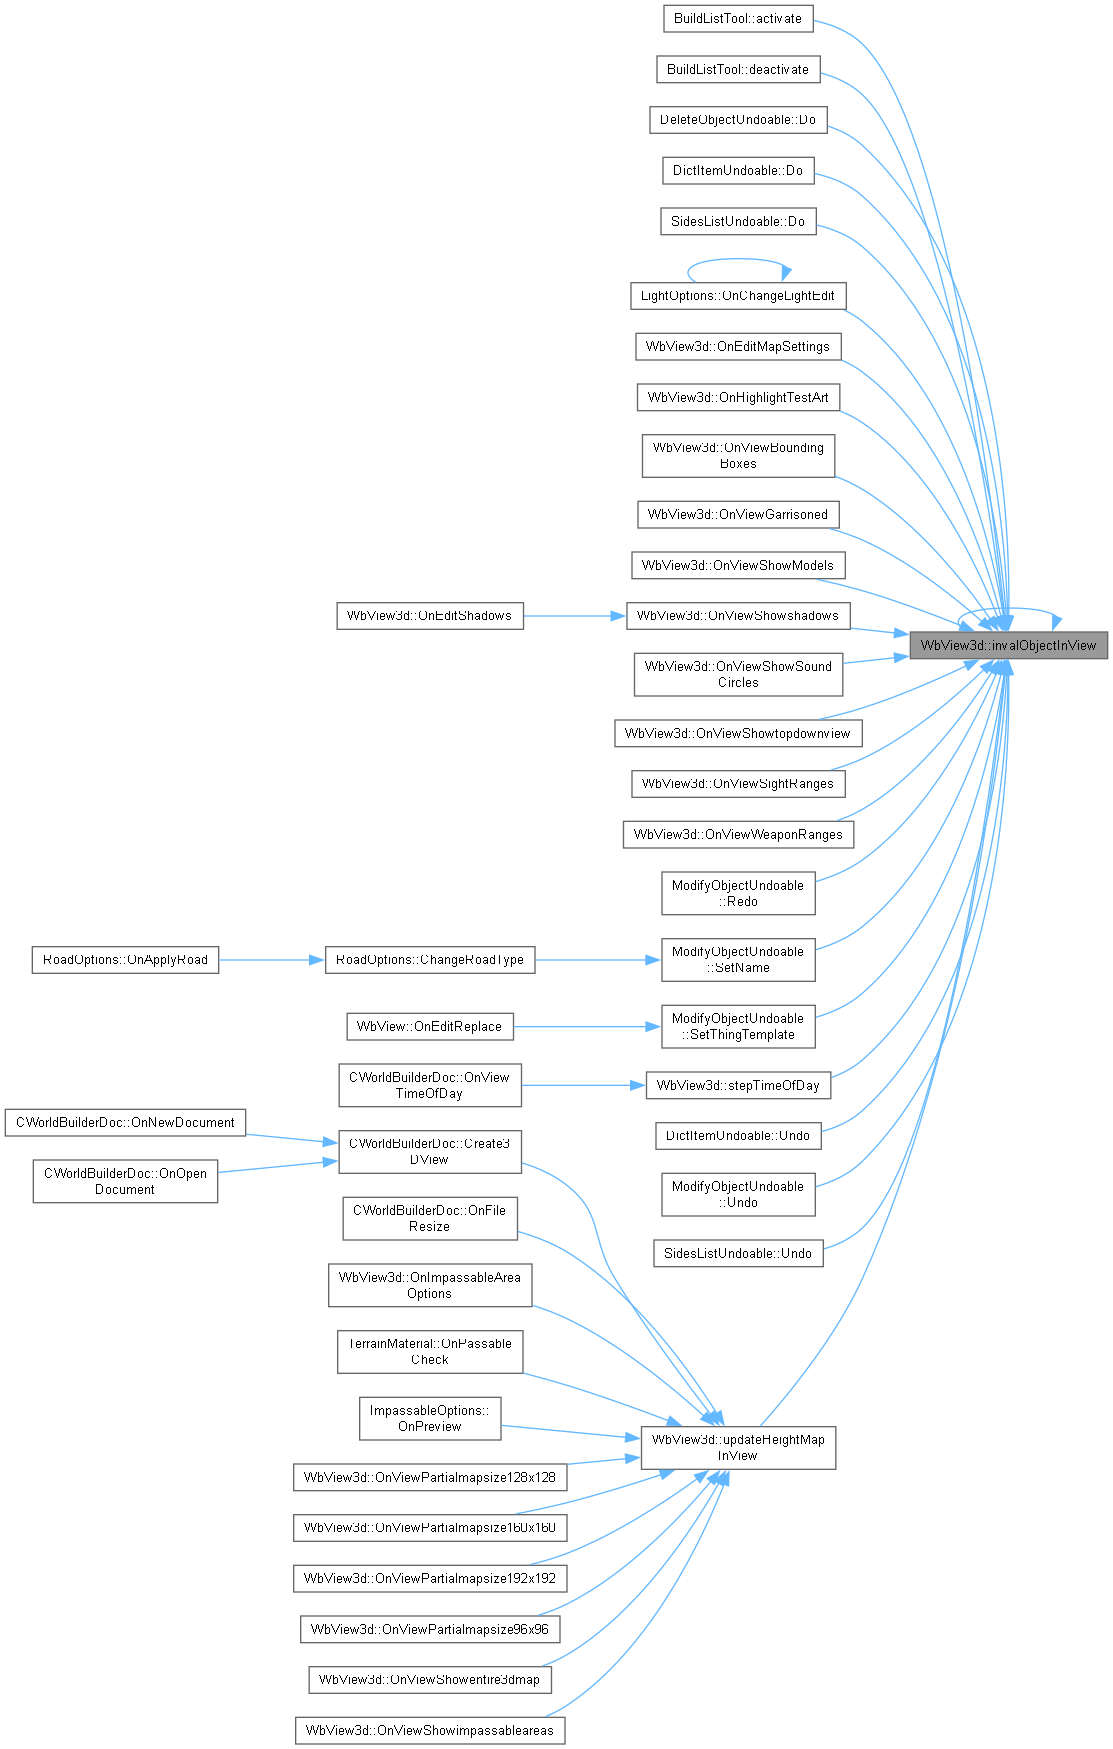 BuildListTool::activate
BuildListTool::deactivate
DeleteObjectUndoable::Do
DictItemUndoable::Do
SidesListUndoable::Do
LightOptions::OnChangeLightEdit
WbView3d::OnEditMapSettings
WbView3d::OnHighlightTestArt
WbView3d::OnViewBounding
Boxes
WbView3d::OnViewGarrisoned
WbView3d::OnViewShowModels
WbView3d::OnEditShadows
WbView3d::OnViewShowshadows
WbView3d::invalObjectInView
WbView3d::OnViewShowSound
Circles
WbView3d::OnViewShowtopdownview
WbView3d::OnViewSightRanges
WbView3d::OnViewWeaponRanges
ModifyObjectUndoable
::Redo
RoadOptions::OnApplyRoad
RoadOptions::ChangeRoadType
ModifyObjectUndoable
::SetName
WbView::OnEditReplace
ModifyObjectUndoable
::SetThingTemplate
CWorldBuilderDoc::OnView
TimeOfDay
WbView3d::stepTimeOfDay
CWorldBuilderDoc::OnNewDocument
CWorldBuilderDoc::Create3
DView
DictItemUndoable::Undo
CWorldBuilderDoc::OnOpen
Document
ModifyObjectUndoable
::Undo
CWorldBuilderDoc::OnFile
Resize
SidesListUndoable::Undo
WbView3d::OnImpassableArea
Options
TerrainMaterial::OnPassable
Check
ImpassableOptions::
OnPreview
WbView3d::updateHeightMap
InView
WbView3d::OnViewPartialmapsize128x128
WbView3d::OnViewPartialmapsize160x160
WbView3d::OnViewPartialmapsize192x192
WbView3d::OnViewPartialmapsize96x96
WbView3d::OnViewShowentire3dmap
WbView3d::OnViewShowimpassableareas